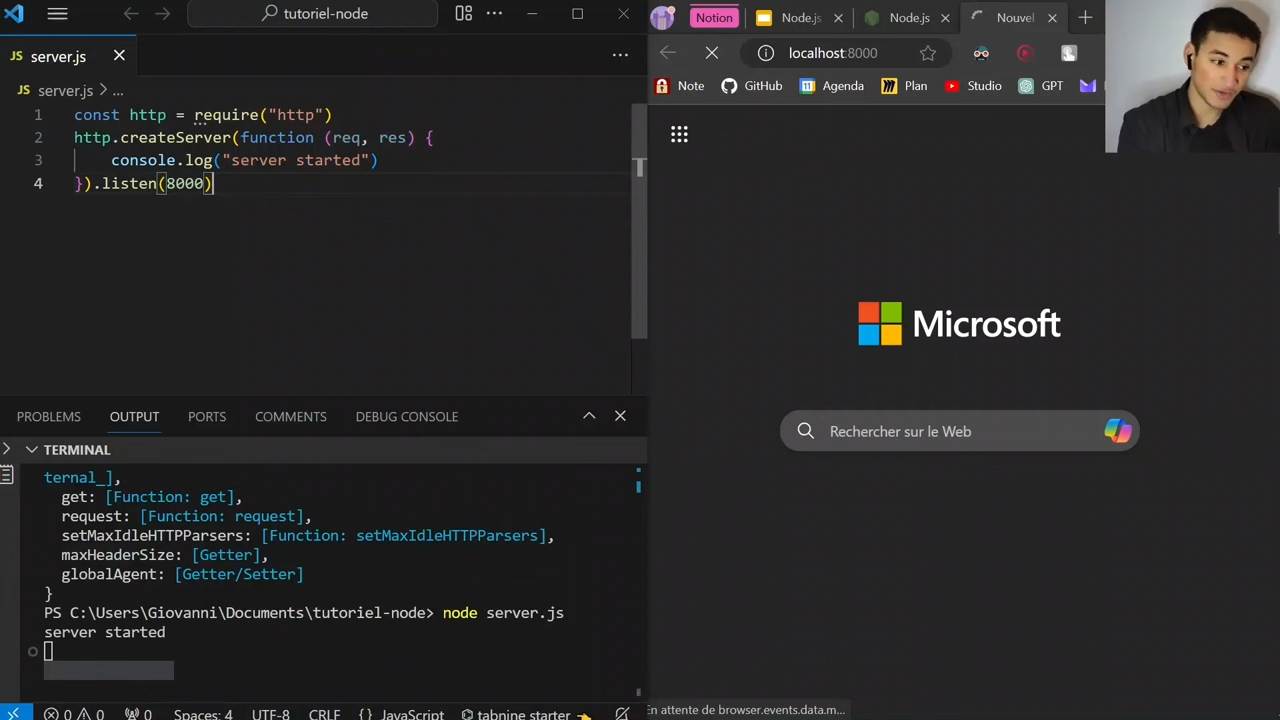 tutoriel-node
server.js
server.js > ...
1 const http = require("http")
2 http.createServer(function (req, res) {
3 console.log("server started")
4 }).listen(8000)
PROBLEMS OUTPUT PORTS COMMENTS DEBUG CONSOLE
TERMINAL
ternal_],
get: [Function: get],
request: [Function: request],
setMaxIdleHTTPParsers: [Function: setMaxIdleHTTPParsers],
maxHeaderSize: [Getter],
globalAgent: [Getter/Setter]
}
PS C:\Users\Giovanni\Documents\tutoriel-node> node server.js
server started
0 0 0 Spaces: 4 UTF-8 CRLF {} JavaScript tabnine starter
Notion Node.js Node.js Nouvel
localhost:8000
Note GitHub Agenda Plan Studio GPT
Microsoft
Rechercher sur le Web
En attente de browser.events.data.m...